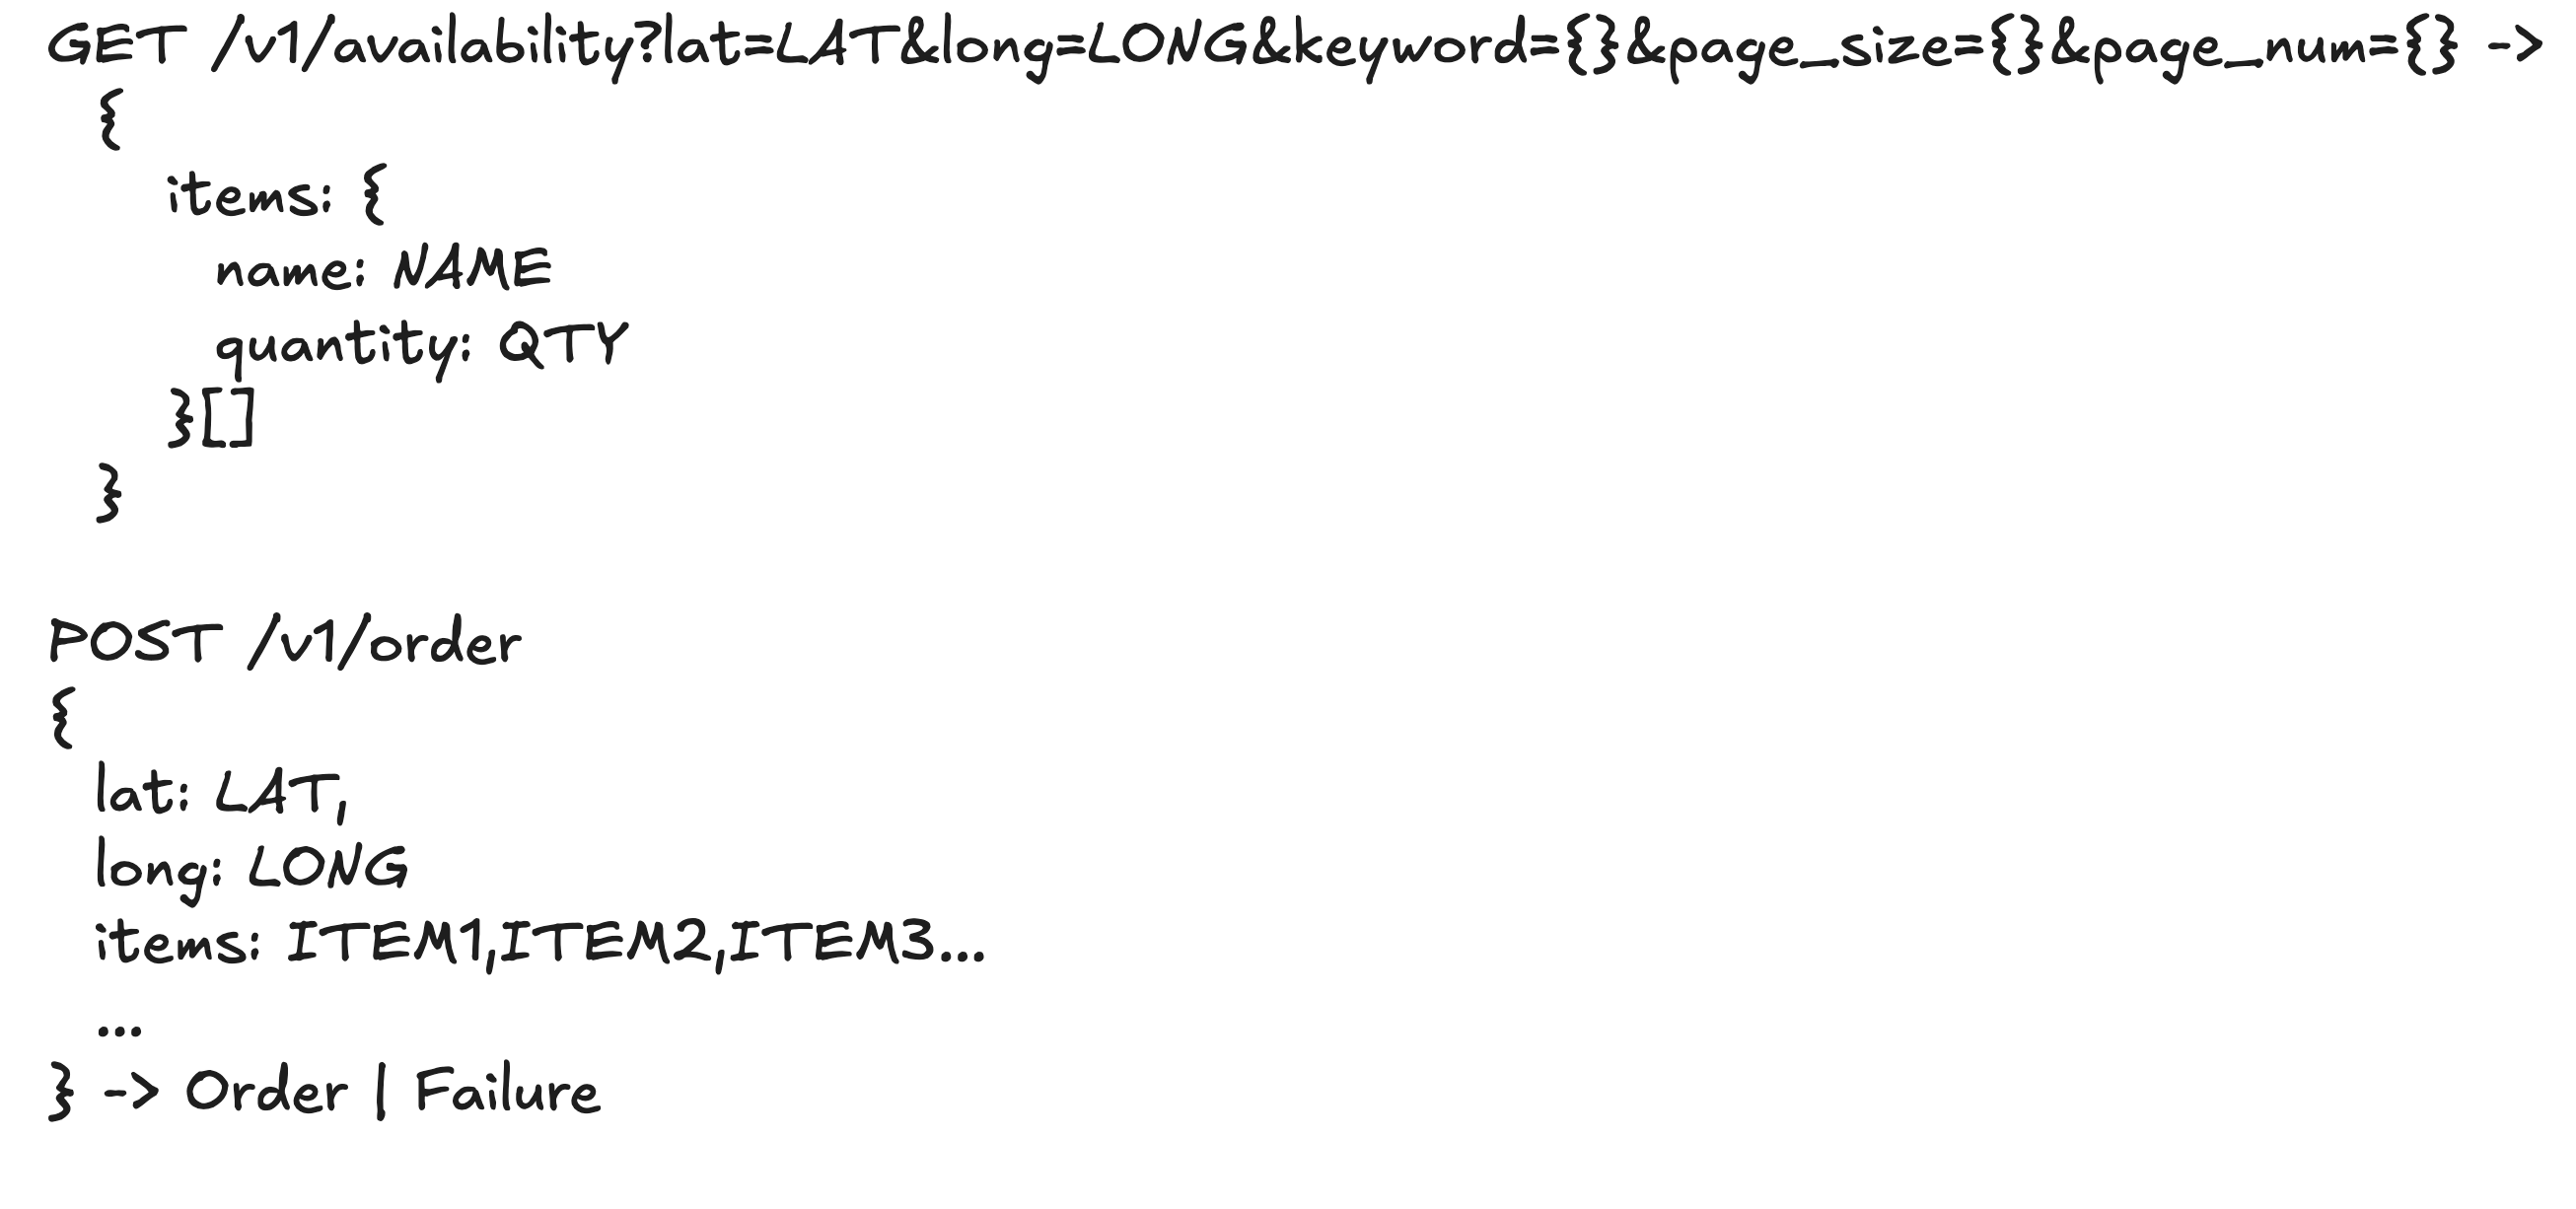 GET /v1/availability?lat=LAT&long=LONG&keyword={}&page_size={}&page_num={} ->
{
items: {
name: NAME
quantity: QTY
}[]
}
POST /v1/order
{
lat: LAT,
long: LONG
items: ITEM1,ITEM2,ITEM3...
...
} -> Order | Failure